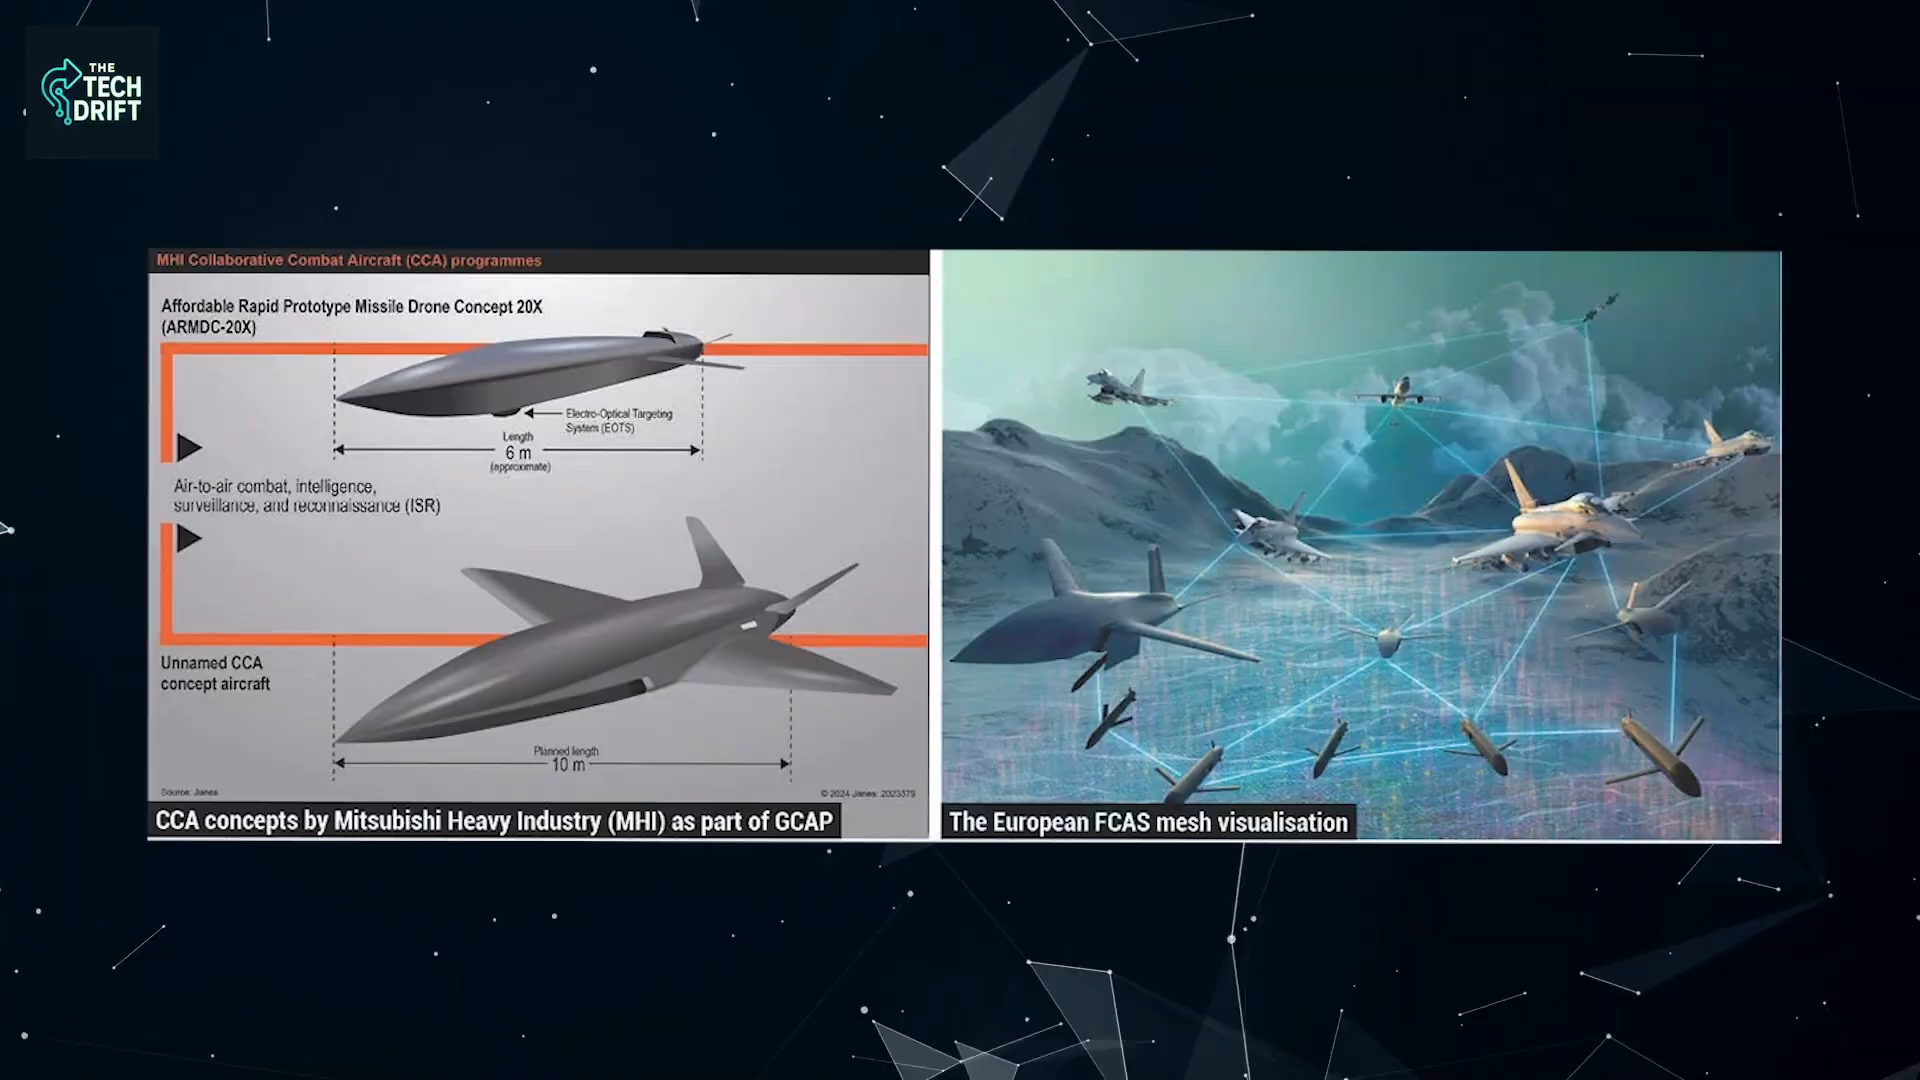 THE
TECH
DRIFT
MHI Collaborative Combat Aircraft (CCA) programmes
Affordable Rapid Prototype Missile Drone Concept 20X
(ARMDC-20X)
Electro-Optical Targeting
System (EOTS)
Length
6 m
(approximate)
Air-to-air combat, intelligence,
surveillance, and reconnaissance (ISR)
Unnamed CCA
concept aircraft
Planned length
10 m
Source: Janes
© 2024 Janes: 2023379
CCA concepts by Mitsubishi Heavy Industry (MHI) as part of GCAP
The European FCAS mesh visualisation